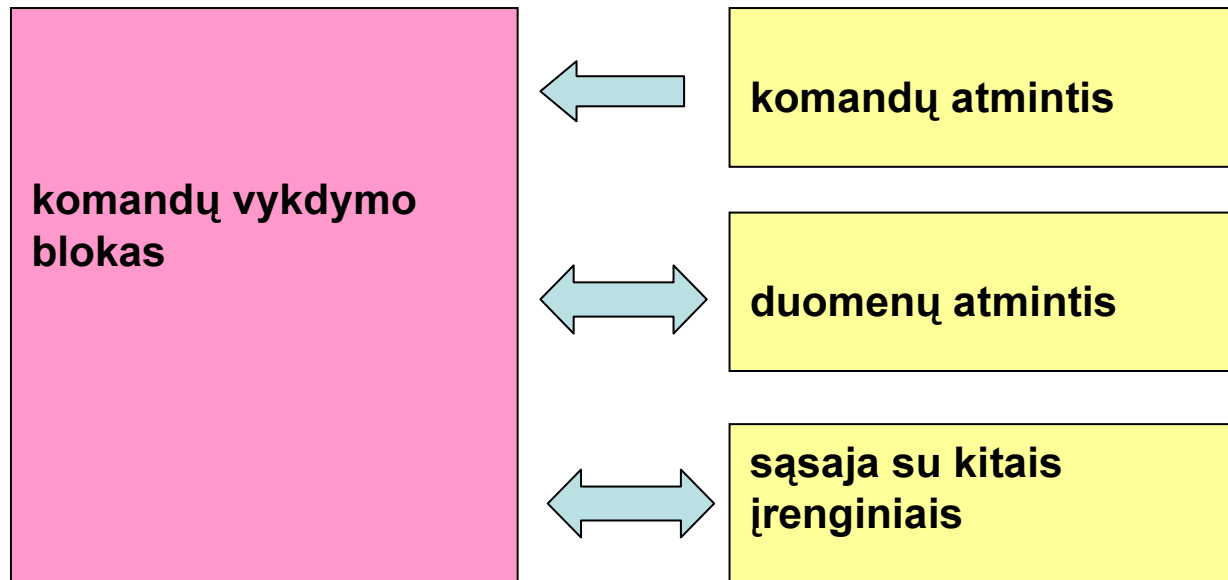 komandų vykdymo
blokas
komandų atmintis
duomenų atmintis
sąsaja su kitais
įrenginiais